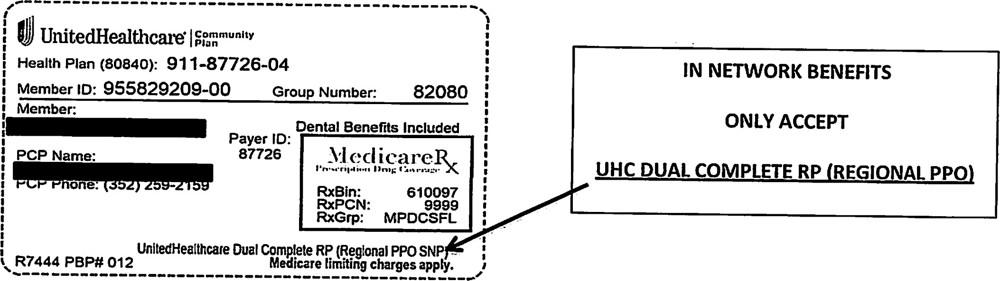 UnitedHealthcare | Community Plan
Health Plan (80840): 911-87726-04
Member ID: 955829209-00 Group Number: 82080
Member:
Dental Benefits Included
Payer ID:
87726
PCP Name:
PCP Phone: (352) 259-2159
MedicareRx
Prescription Drug Coverage
RxBin: 610097
RxPCN: 9999
RxGrp: MPDCSFL
UnitedHealthcare Dual Complete RP (Regional PPO SNP)
R7444 PBP# 012 Medicare limiting charges apply.
IN NETWORK BENEFITS
ONLY ACCEPT
UHC DUAL COMPLETE RP (REGIONAL PPO)